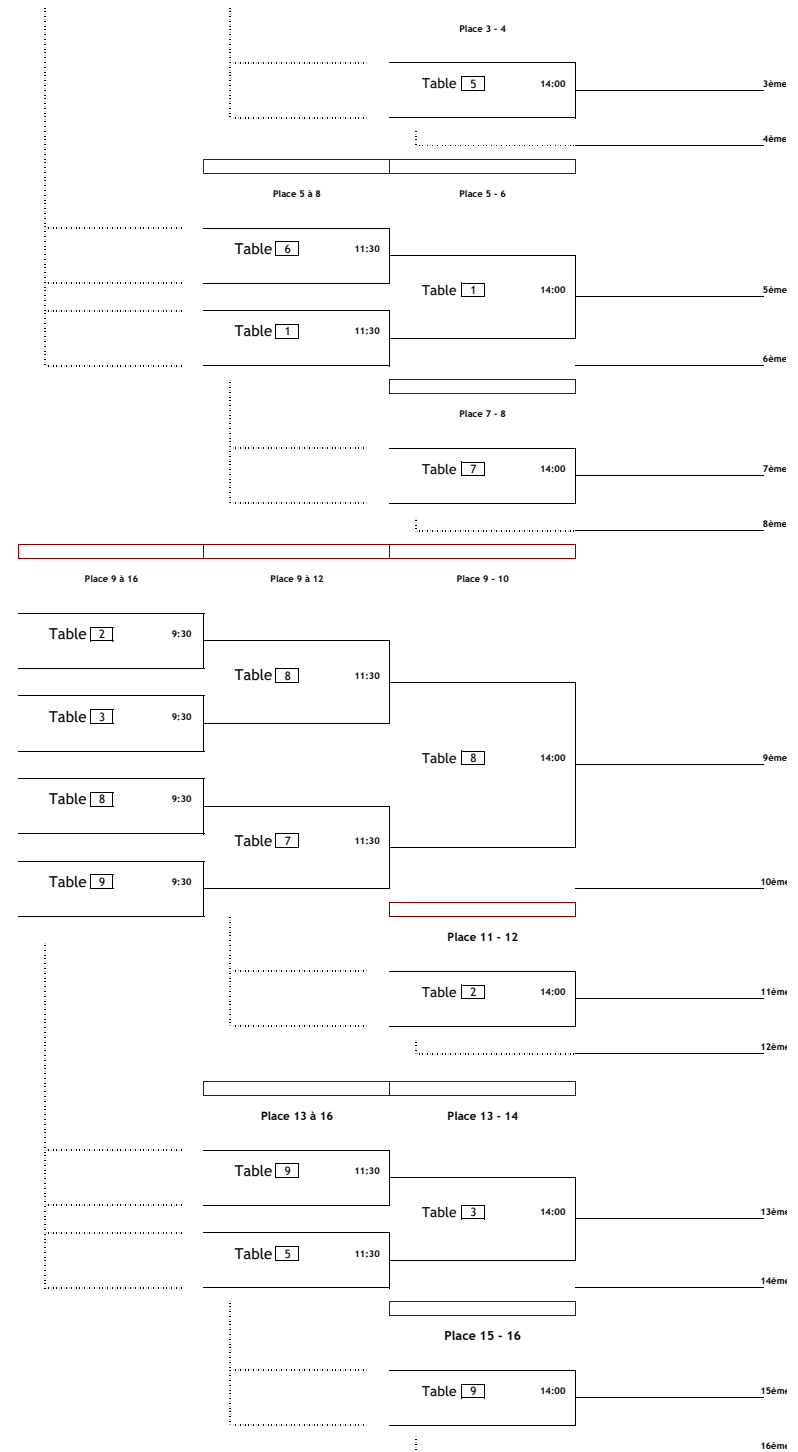 Place 3 - 4
Table 5 14:00
3ème
4ème
Place 5 à 8 Place 5 - 6
Table 6 11:30
Table 1 14:00
5ème
Table 1 11:30
6ème
Place 7 - 8
Table 7 14:00
7ème
8ème
Place 9 à 16 Place 9 à 12 Place 9 - 10
Table 2 9:30
Table 8 11:30
Table 3 9:30
Table 8 14:00
9ème
Table 8 9:30
Table 7 11:30
Table 9 9:30
10ème
Place 11 - 12
Table 2 14:00
11ème
12ème
Place 13 à 16 Place 13 - 14
Table 9 11:30
Table 3 14:00
13ème
Table 5 11:30
14ème
Place 15 - 16
Table 9 14:00
15ème
16ème